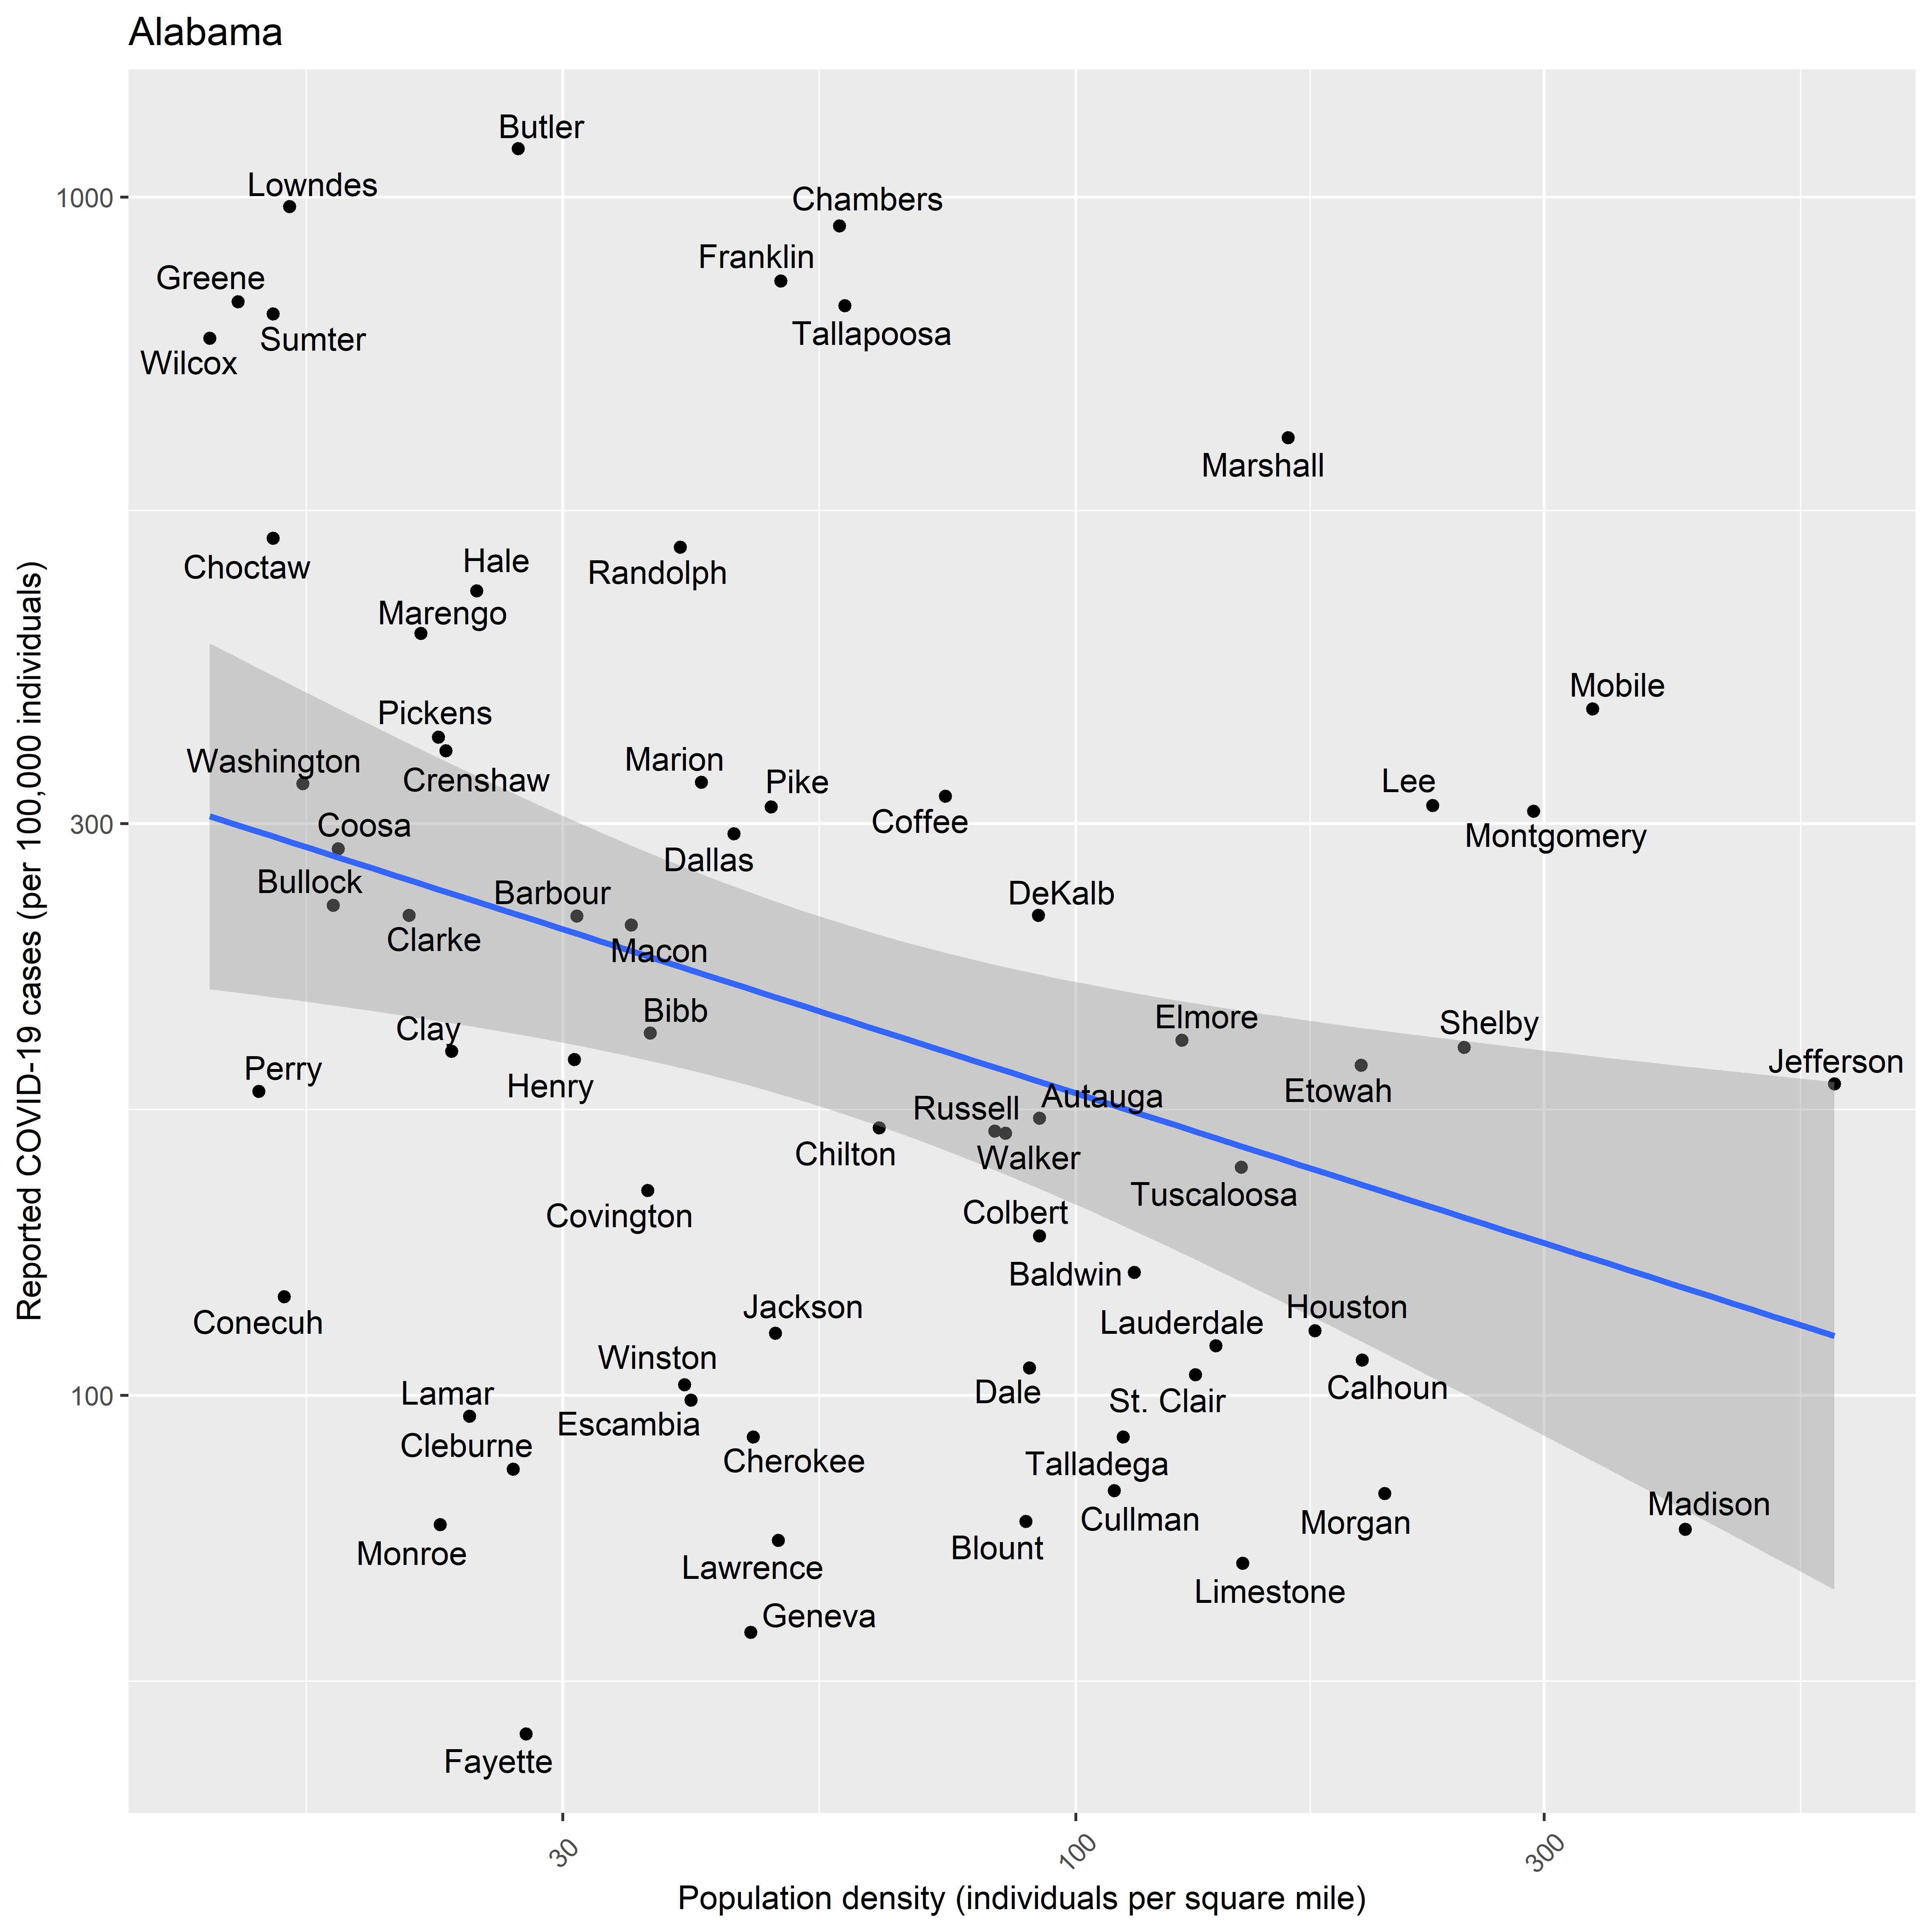 Alabama
Butler
Lowndes
1000
Chambers
Franklin
Greene
Tallapoosa
Sumter
Wilcox
Marshall
Hale
Choctaw
Randolph
Marengo
Mobile
Pickens
Washington
Marion
Crenshaw
Pike
Lee
300
Coosa
Coffee
Montgomery
Dallas
Bullock
Barbour
DeKalb
Clarke
Macon
Bibb
Elmore
Shelby
Clay
Perry
Henry
Jefferson
Etowah
Autauga
Russell
Chilton
Walker
Tuscaloosa
Covington
Colbert
Baldwin
Conecuh
Jackson
Lauderdale
Houston
Winston
100
Lamar
Dale
St. Clair
Calhoun
Escambia
Cleburne
Cherokee
Talladega
Madison
Cullman
Morgan
Monroe
Blount
Lawrence
Limestone
Geneva
Fayette
30
100
300
Population density (individuals per square mile)
Reported COVID-19 cases (per 100,000 individuals)